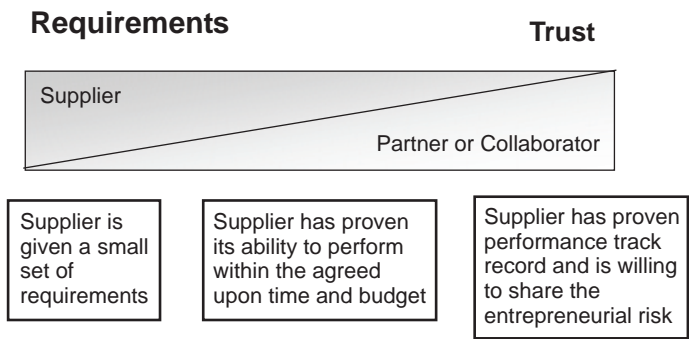 Requirements
Trust
Supplier
Partner or Collaborator
Supplier is
given a small
set of
requirements
Supplier has proven
its ability to perform
within the agreed
upon time and budget
Supplier has proven
performance track
record and is willing
to share the
entrepreneurial risk